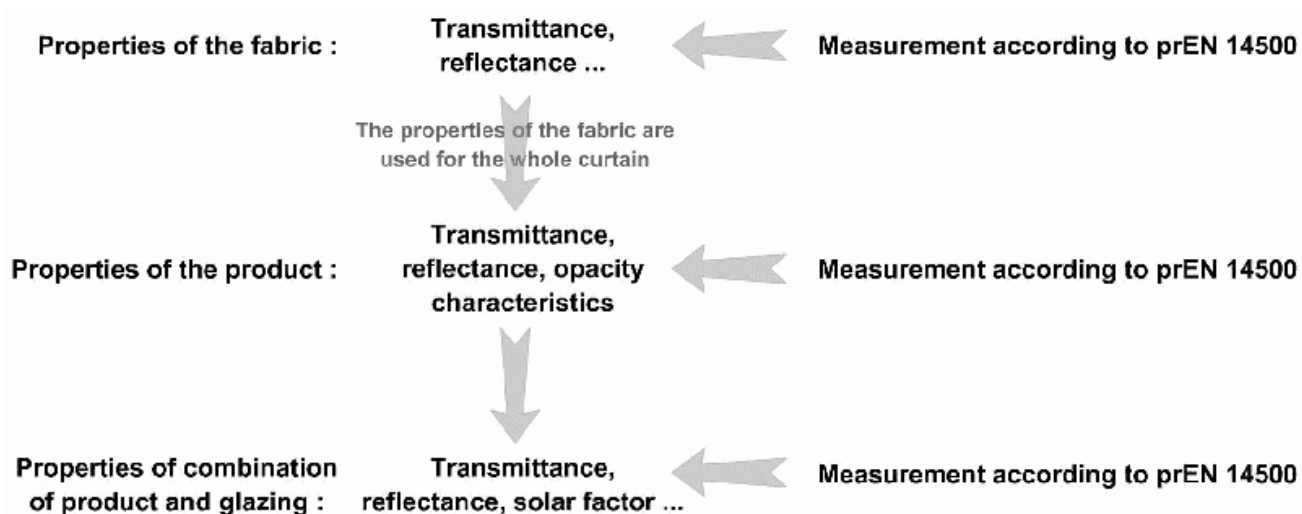 Properties of the fabric :
Transmittance,
reflectance ...
Measurement according to prEN 14500
The properties of the fabric are
used for the whole curtain
Properties of the product :
Transmittance,
reflectance, opacity
characteristics
Measurement according to prEN 14500
Properties of combination
of product and glazing :
Transmittance,
reflectance, solar factor ...
Measurement according to prEN 14500